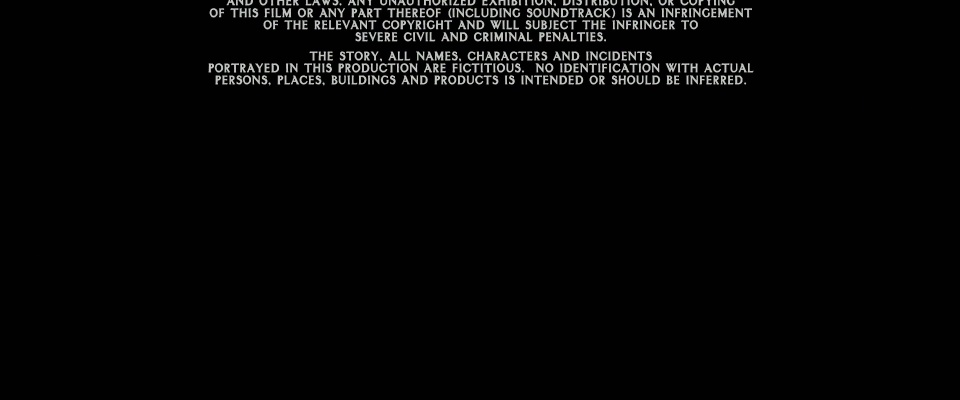 AND OTHER LAWS. ANY UNAUTHORIZED EXHIBITION, DISTRIBUTION, OR COPYING
OF THIS FILM OR ANY PART THEREOF (INCLUDING SOUNDTRACK) IS AN INFRINGEMENT
OF THE RELEVANT COPYRIGHT AND WILL SUBJECT THE INFRINGER TO
SEVERE CIVIL AND CRIMINAL PENALTIES.
THE STORY, ALL NAMES, CHARACTERS AND INCIDENTS
PORTRAYED IN THIS PRODUCTION ARE FICTITIOUS. NO IDENTIFICATION WITH ACTUAL
PERSONS, PLACES, BUILDINGS AND PRODUCTS IS INTENDED OR SHOULD BE INFERRED.